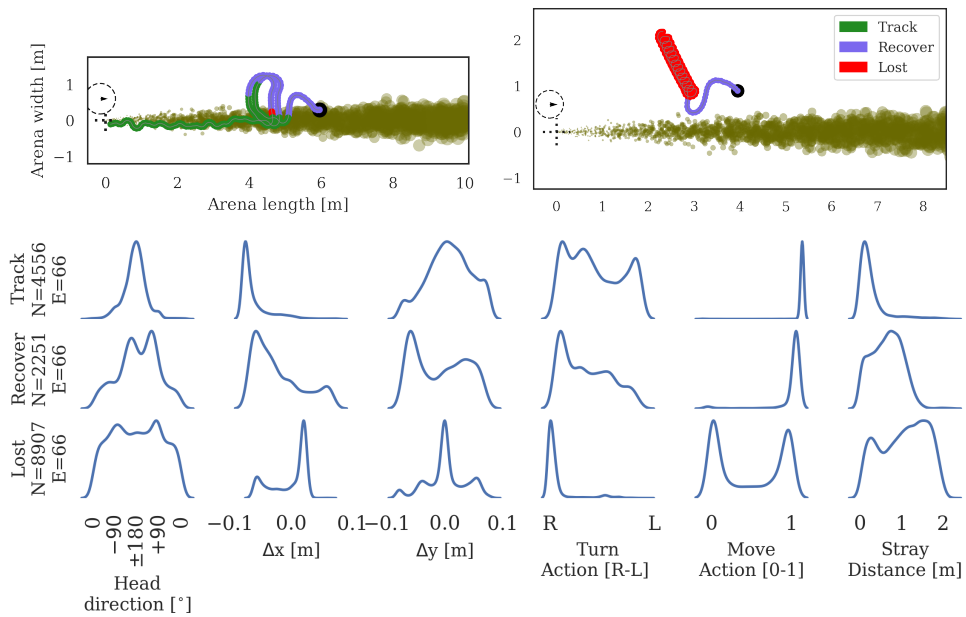 Arena width [m]
1
0
−1
0
2
4
6
8
10
Arena length [m]
2
1
0
−1
0
1
2
3
4
5
6
7
8
Track
Recover
Lost
Track
N=4556
E=66
Recover
N=2251
E=66
Lost
N=8907
E=66
0
−90
±180
+90
0
Head
direction [°]
−0.1
0.0
0.1
Δx [m]
−0.1
0.0
0.1
Δy [m]
R
L
Turn
Action [R-L]
0
1
Move
Action [0-1]
0
1
2
Stray
Distance [m]